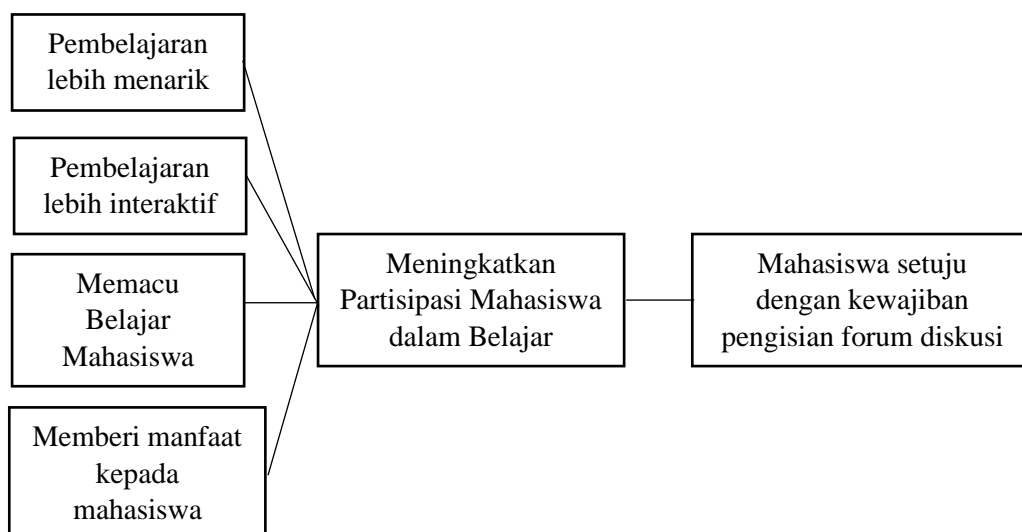 Pembelajaran
lebih menarik
Pembelajaran
lebih interaktif
Memacu
Belajar
Mahasiswa
Memberi manfaat
kepada
mahasiswa
Meningkatkan
Partisipasi Mahasiswa
dalam Belajar
Mahasiswa setuju
dengan kewajiban
pengisian forum diskusi